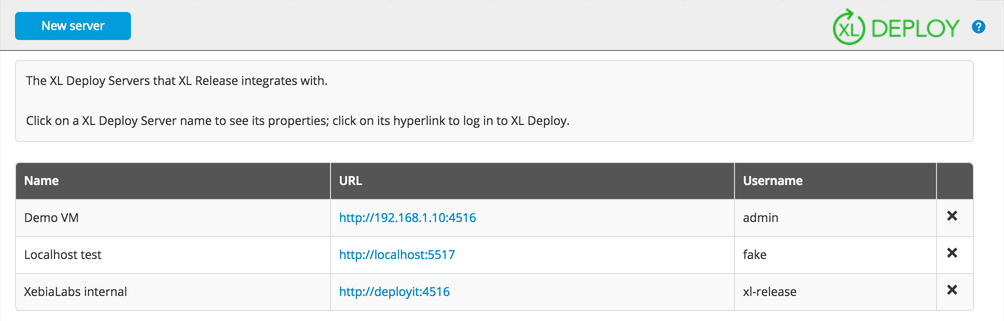 New server
XL DEPLOY ?
The XL Deploy Servers that XL Release integrates with.
Click on a XL Deploy Server name to see its properties; click on its hyperlink to log in to XL Deploy.
Name URL Username
Demo VM http://192.168.1.10:4516 admin
Localhost test http://localhost:5517 fake
XebiaLabs internal http://deployit:4516 xl-release